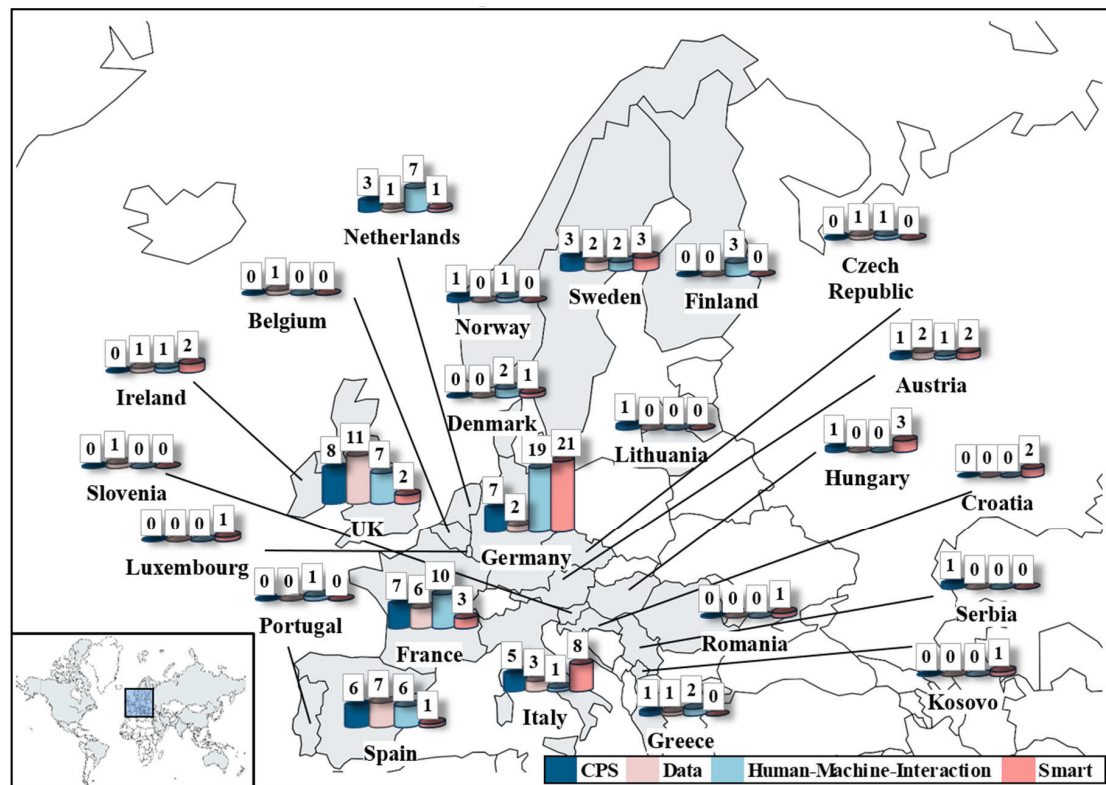 3 1 7 1
Netherlands
0 1 0 0
Belgium
1 0 1 0
Norway
3 2 2 3
Sweden
0 0 3 0
Finland
0 1 1 0
Czech
Republic
0 1 1 2
Ireland
0 0 2 1
Denmark
1 2 1 2
Austria
1 0 0 0
Lithuania
1 0 0 3
Hungary
0 1 0 0
Slovenia
8 11 7 2
UK
7 2 19 21
Germany
0 0 0 2
Croatia
0 0 0 1
Luxembourg
0 0 1 0
Portugal
7 6 10 3
France
0 0 0 1
Romania
1 0 0 0
Serbia
6 7 6 1
Spain
5 3 1 8
Italy
1 1 2 0
Greece
0 0 0 1
Kosovo
CPS Data Human-Machine-Interaction Smart